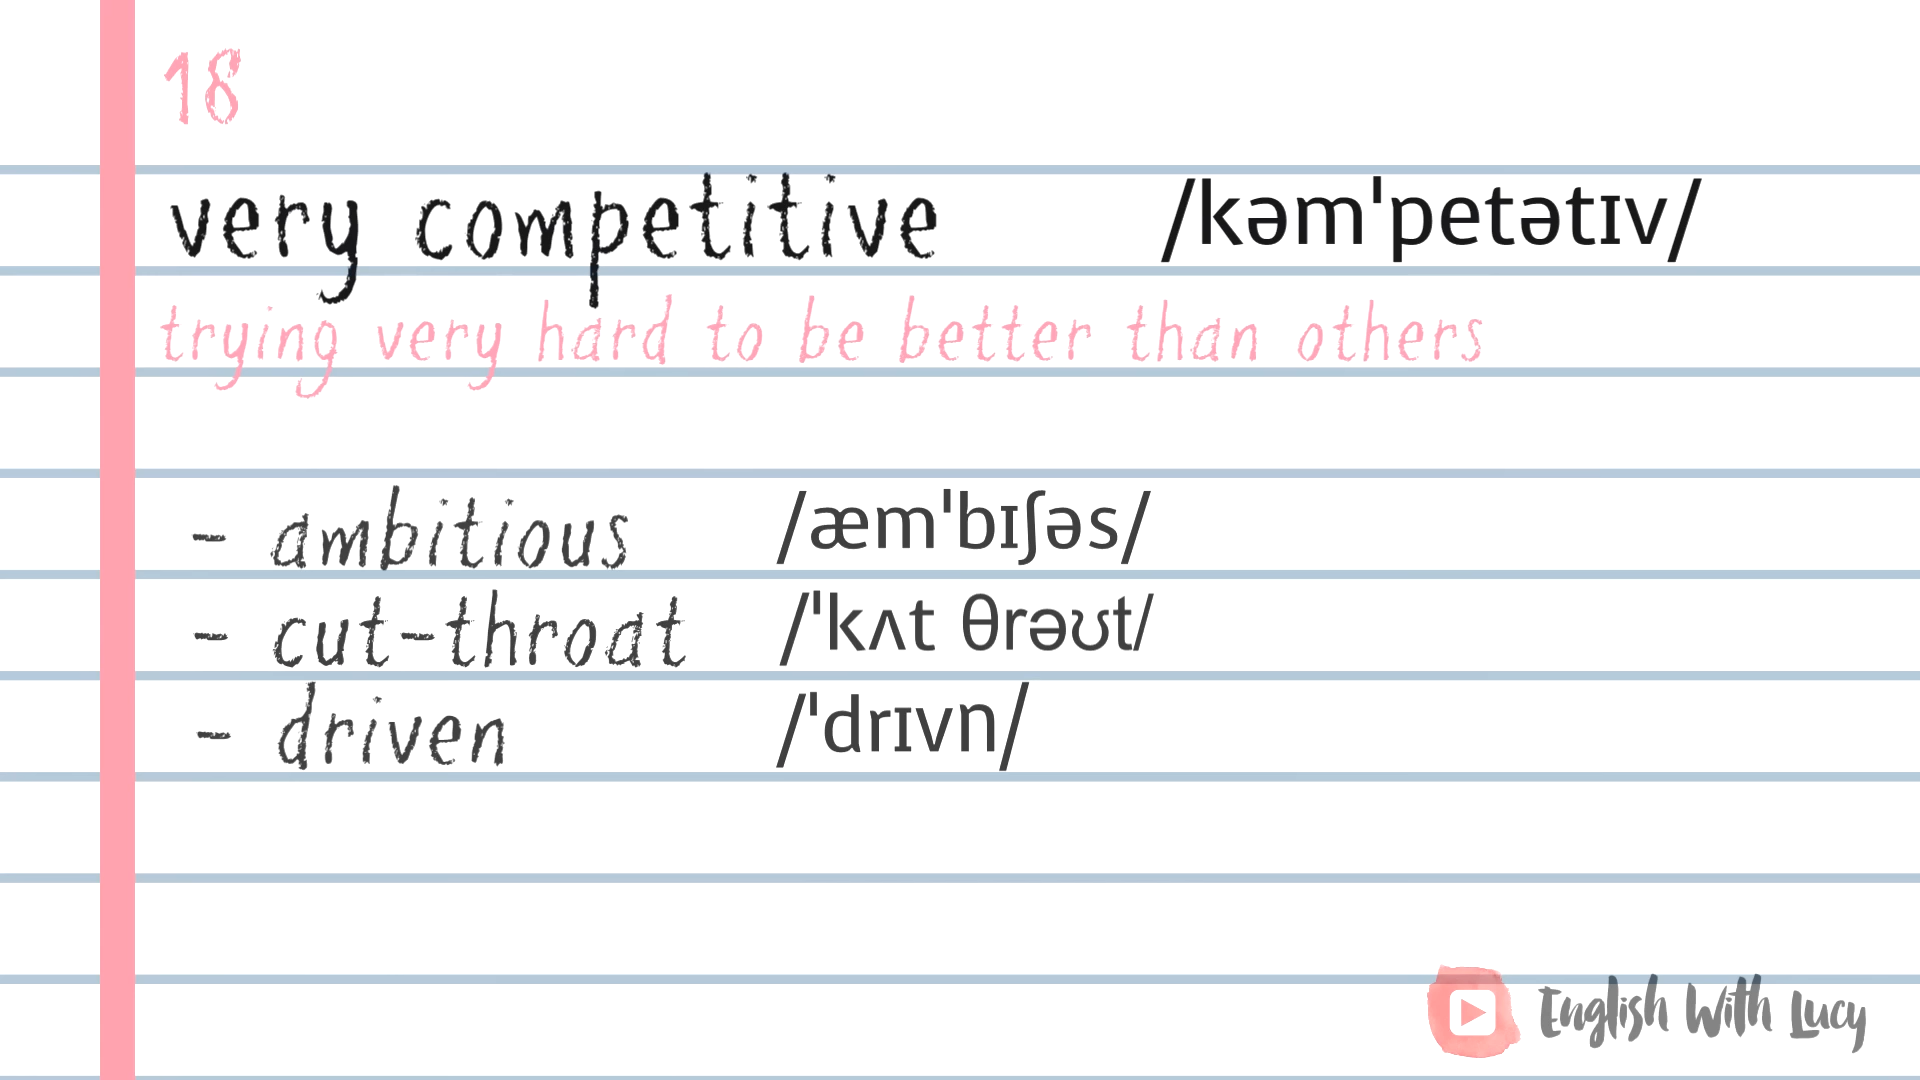 18
very competitive /kəmˈpetətɪv/
trying very hard to be better than others
- ambitious /æmˈbɪʃəs/
- cut-throat /ˈkʌt θrəʊt/
- driven /ˈdrɪvn/
English With Lucy